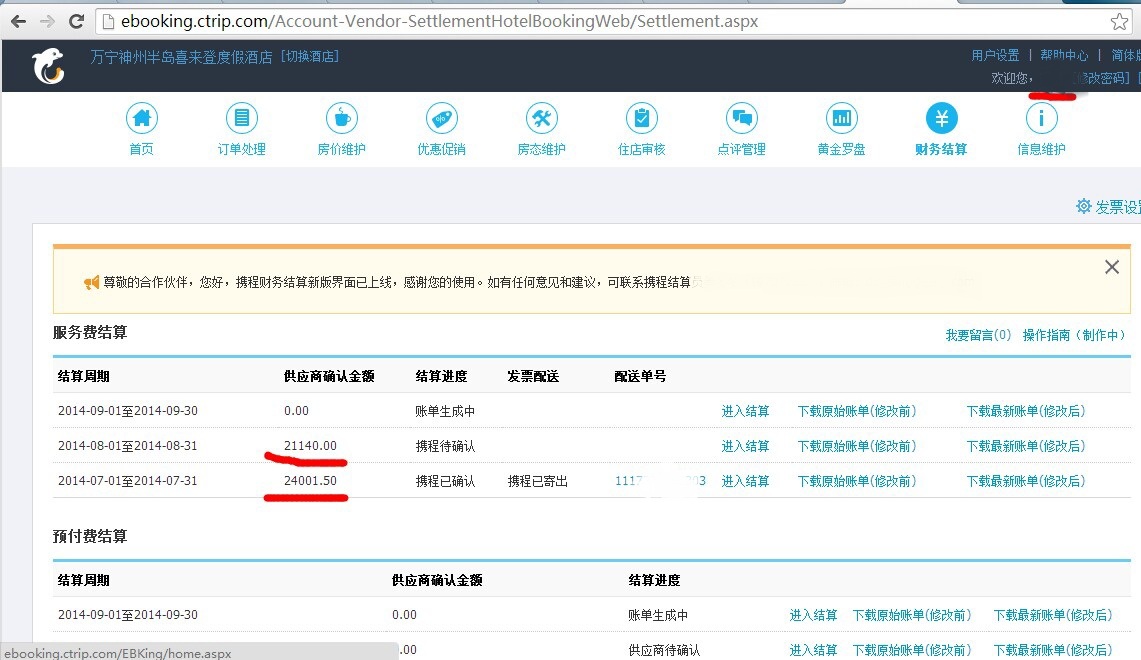 ebooking.ctrip.com/Account-Vendor-SettlementHotelBookingWeb/Settlement.aspx
万宁神州半岛喜来登度假酒店 [切换酒店]
用户设置 | 帮助中心 | 简体
欢迎您， 修改密码]
首页 订单处理 房价维护 优惠促销 房态维护 住店审核 点评管理 黄金罗盘 财务结算 信息维护
发票设
尊敬的合作伙伴，您好，携程财务结算新版界面已上线，感谢您的使用。如有任何意见和建议，可联系携程结算
服务费结算
我要留言(0) 操作指南（制作中）
结算周期 供应商确认金额 结算进度 发票配送 配送单号
2014-09-01至2014-09-30 0.00 账单生成中 进入结算 下载原始账单(修改前) 下载最新账单(修改后)
2014-08-01至2014-08-31 21140.00 携程待确认 进入结算 下载原始账单(修改前) 下载最新账单(修改后)
2014-07-01至2014-07-31 24001.50 携程已确认 携程已寄出 1117 3 进入结算 下载原始账单(修改前) 下载最新账单(修改后)
预付费结算
结算周期 供应商确认金额 结算进度
2014-09-01至2014-09-30 0.00 账单生成中 进入结算 下载原始账单(修改前) 下载最新账单(修改后)
.00 供应商待确认 进入结算 下载原始账单(修改前) 下载最新账单(修改后)
ebooking.ctrip.com/EBKing/home.aspx